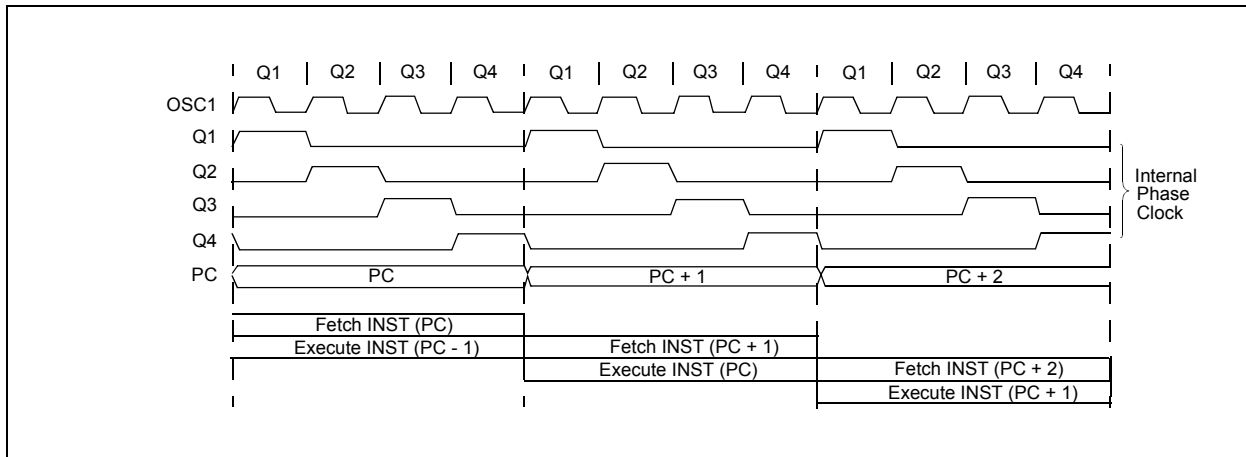 Q1 Q2 Q3 Q4 Q1 Q2 Q3 Q4 Q1 Q2 Q3 Q4
OSC1
Q1
Q2
Q3
Q4
Internal
Phase
Clock
PC PC PC + 1 PC + 2
Fetch INST (PC)
Execute INST (PC - 1) Fetch INST (PC + 1)
Execute INST (PC) Fetch INST (PC + 2)
Execute INST (PC + 1)